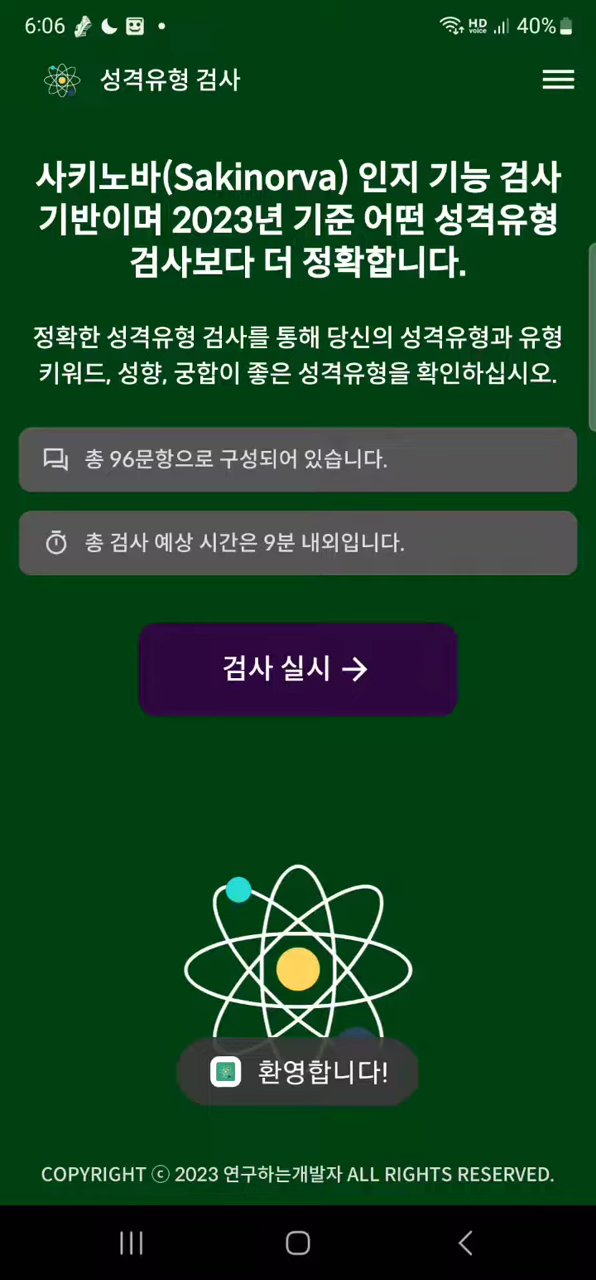 6:06
HD
voice
40%
성격유형 검사
사키노바(Sakinorva) 인지 기능 검사
기반이며 2023년 기준 어떤 성격유형
검사보다 더 정확합니다.
정확한 성격유형 검사를 통해 당신의 성격유형과 유형
키워드, 성향, 궁합이 좋은 성격유형을 확인하십시오.
총 96문항으로 구성되어 있습니다.
총 검사 예상 시간은 9분 내외입니다.
검사 실시 →
환영합니다!
COPYRIGHT ⓒ 2023 연구하는개발자 ALL RIGHTS RESERVED.